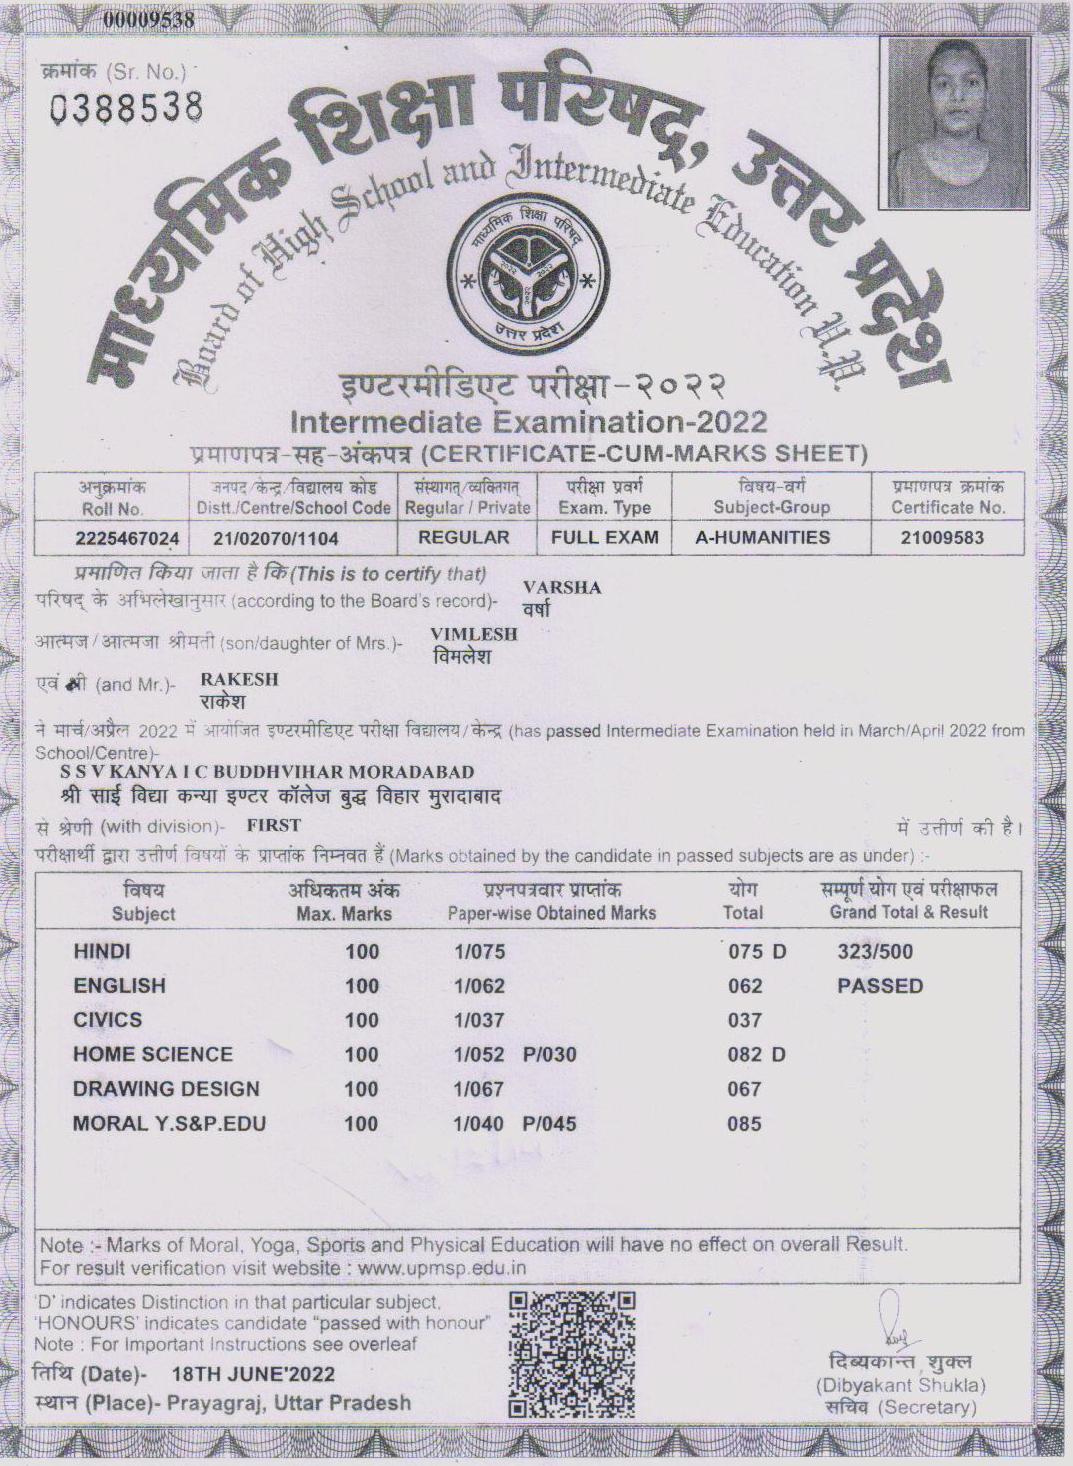 00009538
क्रमांक (Sr. No.)
0388538
माध्यमिक शिक्षा परिषद्, उत्तर प्रदेश
Board of High School and Intermediate Education U.P.
माध्यमिक शिक्षा परिषद
२०२२ २०२२
२०२२
उत्तर प्रदेश
इण्टरमीडिएट परीक्षा-२०२२
Intermediate Examination-2022
प्रमाणपत्र-सह-अंकपत्र (CERTIFICATE-CUM-MARKS SHEET)
अनुक्रमांक जनपद/केन्द्र/विद्यालय कोड संस्थागत्/व्यक्तिगत् परीक्षा प्रवर्ग विषय-वर्ग प्रमाणपत्र क्रमांक
Roll No. Distt./Centre/School Code Regular / Private Exam. Type Subject-Group Certificate No.
2225467024 21/02070/1104 REGULAR FULL EXAM A-HUMANITIES 21009583
प्रमाणित किया जाता है कि (This is to certify that)
VARSHA
परिषद् के अभिलेखानुसार (according to the Board's record)- वर्षा
VIMLESH
आत्मज/आत्मजा श्रीमती (son/daughter of Mrs.)- विमलेश
एवं श्री (and Mr.)- RAKESH
राकेश
ने मार्च/अप्रैल 2022 में आयोजित इण्टरमीडिएट परीक्षा विद्यालय/केन्द्र (has passed Intermediate Examination held in March/April 2022 from
School/Centre)-
S S V KANYA I C BUDDHVIHAR MORADABAD
श्री साई विद्या कन्या इण्टर कॉलेज बुद्ध विहार मुरादाबाद
से श्रेणी (with division)- FIRST में उत्तीर्ण की है।
परीक्षार्थी द्वारा उत्तीर्ण विषयों के प्राप्तांक निम्नवत हैं (Marks obtained by the candidate in passed subjects are as under) :-
विषय अधिकतम अंक प्रश्नपत्रवार प्राप्तांक योग सम्पूर्ण योग एवं परीक्षाफल
Subject Max. Marks Paper-wise Obtained Marks Total Grand Total & Result
HINDI 100 1/075 075 D 323/500
ENGLISH 100 1/062 062 PASSED
CIVICS 100 1/037 037
HOME SCIENCE 100 1/052 P/030 082 D
DRAWING DESIGN 100 1/067 067
MORAL Y.S&P.EDU 100 1/040 P/045 085
Note :- Marks of Moral, Yoga, Sports and Physical Education will have no effect on overall Result.
For result verification visit website : www.upmsp.edu.in
'D' indicates Distinction in that particular subject,
'HONOURS' indicates candidate "passed with honour"
Note : For Important Instructions see overleaf
तिथि (Date)- 18TH JUNE'2022
स्थान (Place)- Prayagraj, Uttar Pradesh
दिब्यकान्त शुक्ल
(Dibyakant Shukla)
सचिव (Secretary)